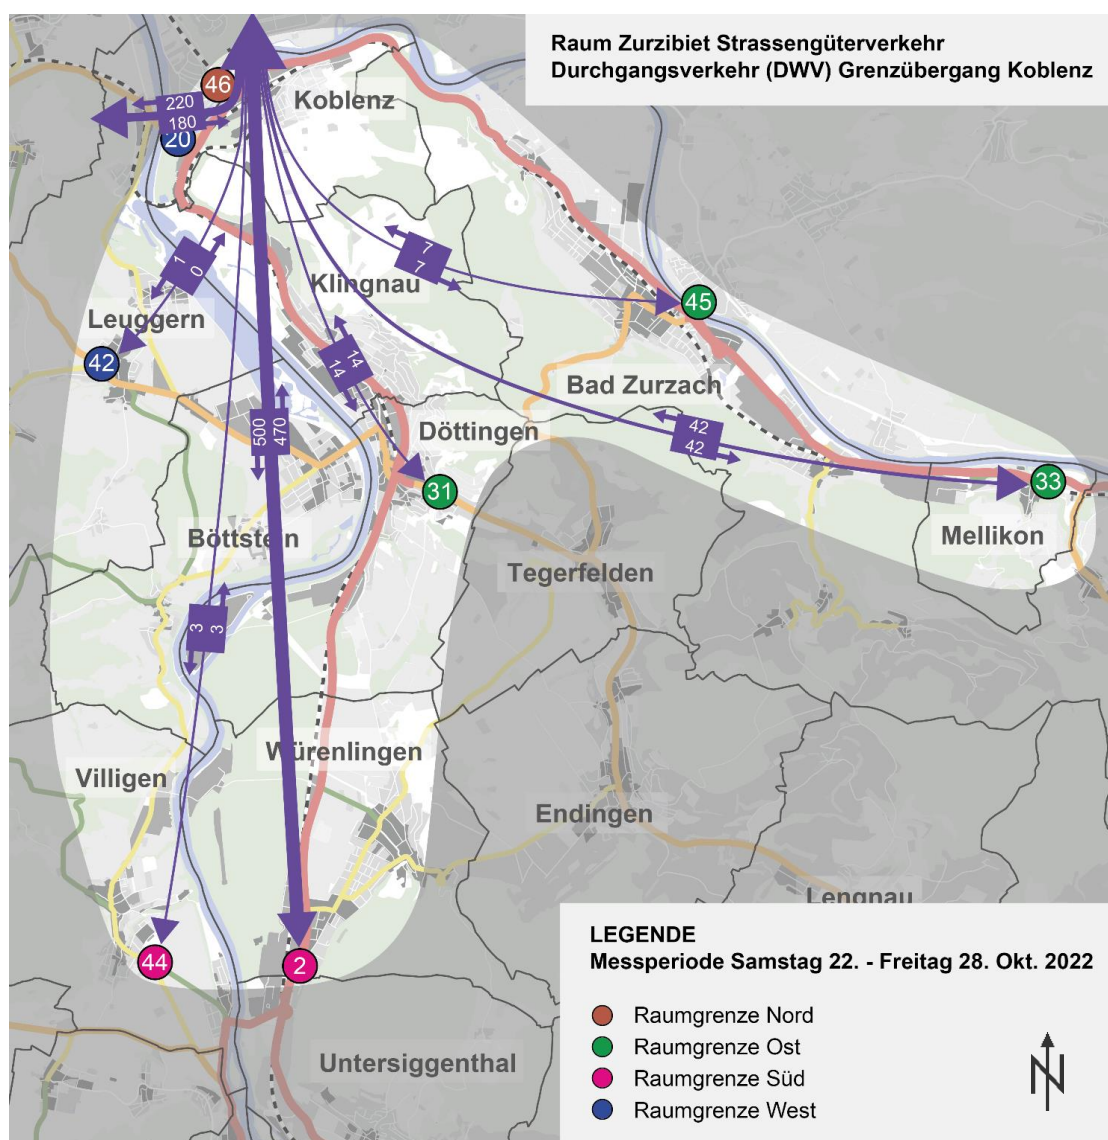 Raum Zurzibiet Strassengüterverkehr
Durchgangsverkehr (DWV) Grenzübergang Koblenz
46
Koblenz
220
180
20
7
7
1
0
Klingnau
45
Leuggern
14
14
42
Bad Zurzach
500
470
Döttingen
42
42
31
33
Böttstein
Mellikon
Tegerfelden
3
3
Würenlingen
Villigen
Endingen
Lengnau
44
2
LEGENDE
Messperiode Samstag 22. - Freitag 28. Okt. 2022
Raumgrenze Nord
Raumgrenze Ost
Untersiggenthal
Raumgrenze Süd
Raumgrenze West
N